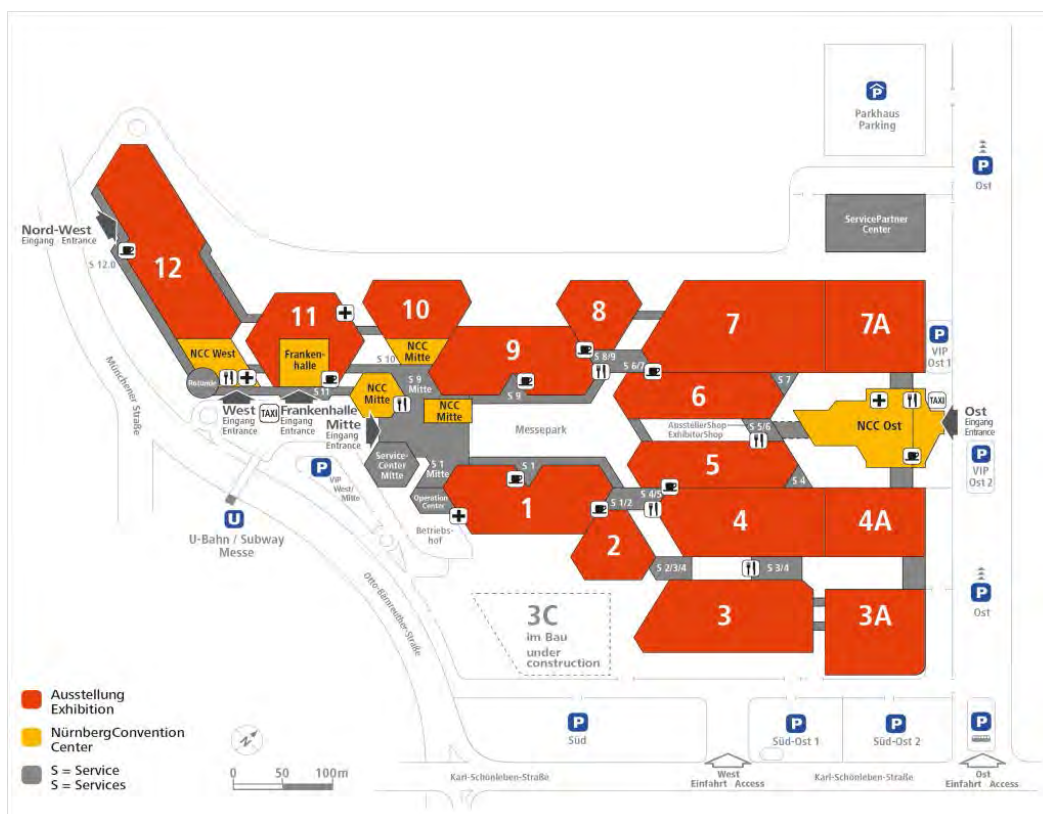 P
Parkhaus
Parking
P
Ost
ServicePartner
Center
Nord-West
Eingang · Entrance
S 12.0
12
11
10
9
8
7
7A
NCC West
Franken-
halle
NCC
Mitte
S 10
S 8/9
S 6/7
P
VIP
Ost 1
Rotunde
S 11
NCC
Mitte
S 9
Mitte
S 9
NCC
Mitte
6
S 7
Münchener Straße
West
Eingang
Entrance
TAXI
Frankenhalle
Eingang
Entrance
Mitte
Eingang
Entrance
Messepark
AusstellerShop
ExhibitorShop
S 5/6
NCC Ost
TAXI
Ost
Eingang
Entrance
Service-
Center
Mitte
S 1
Mitte
S 1
5
S 4
P
VIP
Ost 2
P
VIP
West/
Mitte
Operation
Center
1
S 1/2
S 4/5
4
4A
U
U-Bahn / Subway
Messe
Betriebs-
hof
2
S 2/3/4
S 3/4
Otto-Bärnreuther-Straße
3C
im Bau
under
construction
3
3A
P
Ost
Ausstellung
Exhibition
NürnbergConvention
Center
S = Service
S = Services
N
0 50 100m
P
Süd
P
Süd-Ost 1
P
Süd-Ost 2
P
Karl-Schönleben-Straße
West
Einfahrt · Access
Karl-Schönleben-Straße
Ost
Einfahrt · Access